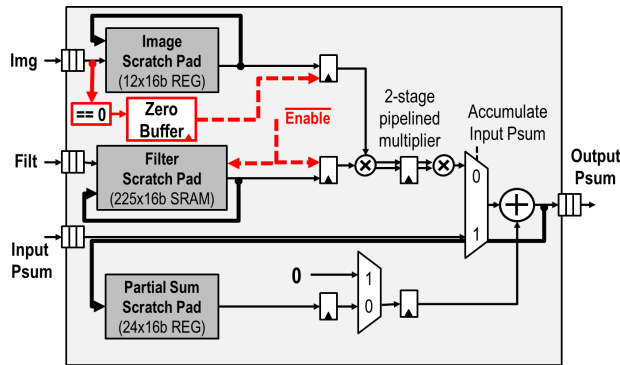 Image
Scratch Pad
(12x16b REG)
Img
== 0
Zero
Buffer
Enable
2-stage
pipelined
multiplier
Accumulate
Input Psum
Filt
Filter
Scratch Pad
(225x16b SRAM)
0
1
Output
Psum
Input
Psum
Partial Sum
Scratch Pad
(24x16b REG)
0
1
0